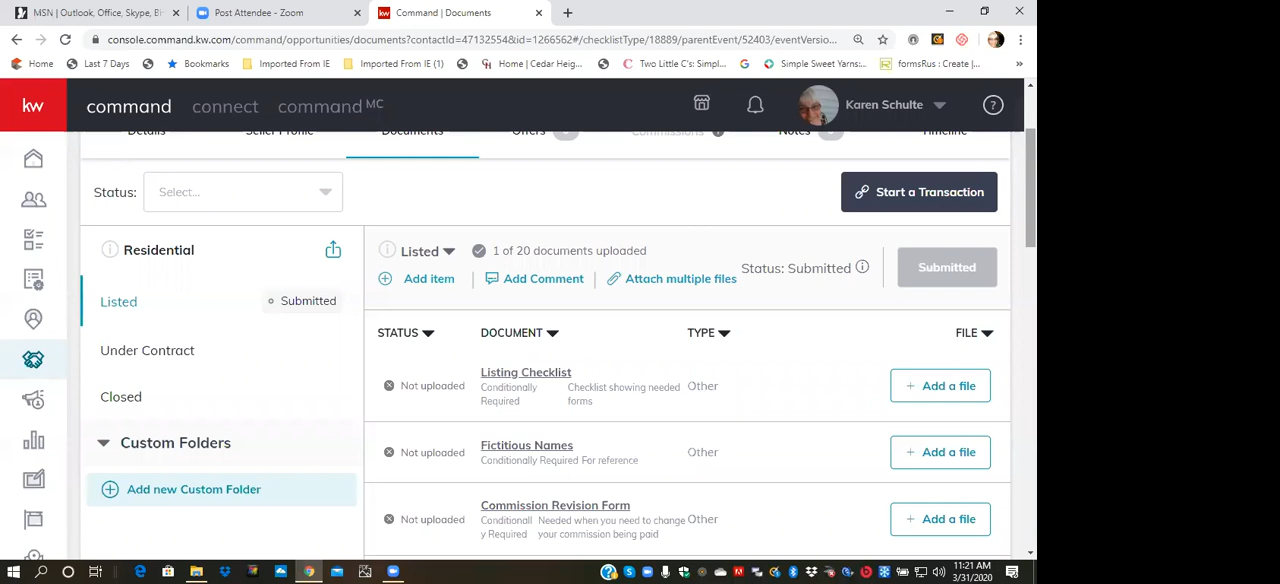 MSN | Outlook, Office, Skype, Bi
Post Attendee - Zoom
Command | Documents
console.command.kw.com/command/opportunities/documents?contactId=47132554&id=1266562#/checklistType/18889/parentEvent/52403/eventVersio...
Home
Last 7 Days
Bookmarks
Imported From IE
Imported From IE (1)
Home | Cedar Heig...
Two Little C's: Simpl...
Simple Sweet Yarns:...
formsRus : Create |...
kw
command
connect
command MC
Karen Schulte
Details
Seller Profile
Documents
Offers
Commissions
Notes
Timeline
Status:
Select...
Start a Transaction
Residential
Listed
1 of 20 documents uploaded
Add item
Add Comment
Attach multiple files
Status: Submitted
Submitted
Listed
Submitted
Under Contract
Closed
Custom Folders
Add new Custom Folder
STATUS
DOCUMENT
TYPE
FILE
Listing Checklist
Not uploaded
Conditionally Required
Checklist showing needed forms
Other
+ Add a file
Fictitious Names
Not uploaded
Conditionally Required For reference
Other
+ Add a file
Commission Revision Form
Not uploaded
Conditionall y Required
Needed when you need to change your commission being paid
Other
+ Add a file
11:21 AM
3/31/2020